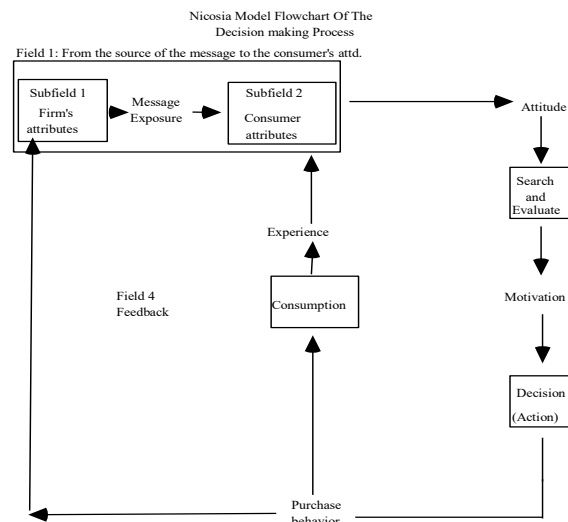 Nicosia Model Flowchart Of The
Decision making Process
Field 1: From the source of the message to the consumer's attd.
Subfield 1
Firm's
attributes
Message
Exposure
Subfield 2
Consumer
attributes
Attitude
Search
and
Evaluate
Experience
Field 4
Feedback
Consumption
Motivation
Decision
(Action)
Purchase
behavior